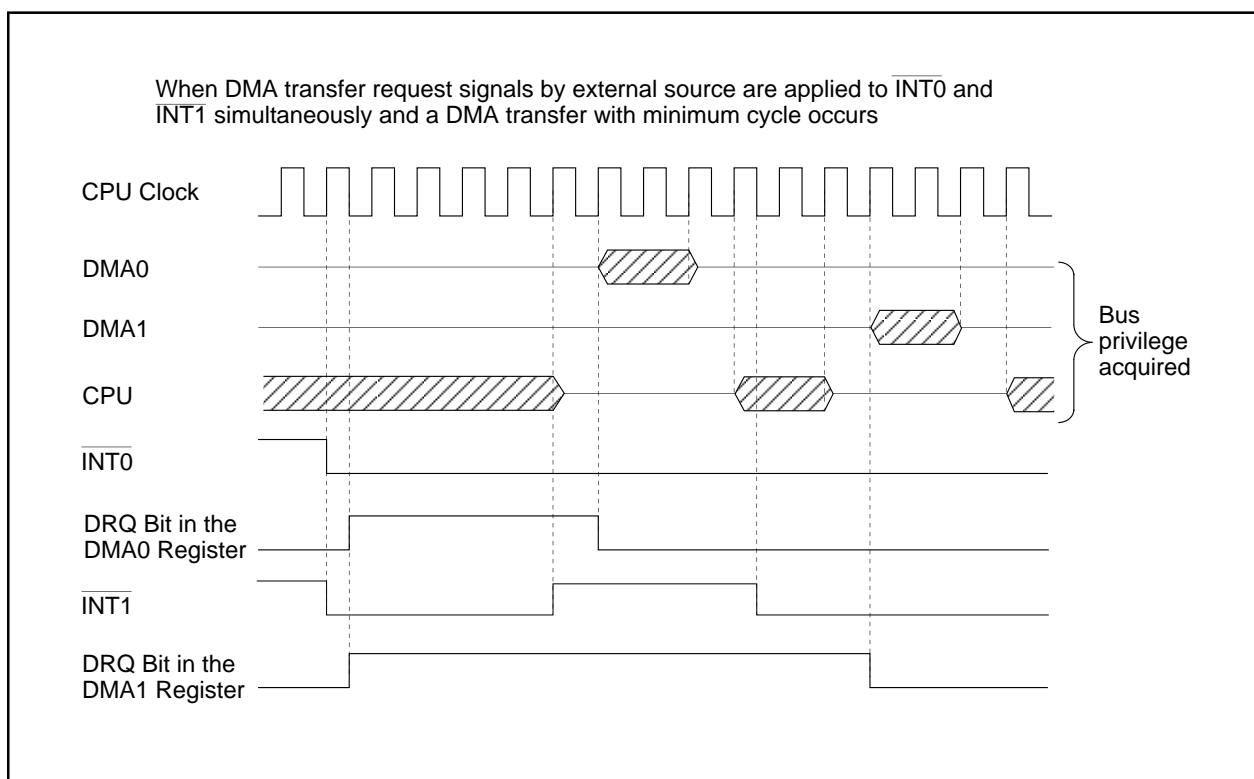 When DMA transfer request signals by external source are applied to INT0 and
INT1 simultaneously and a DMA transfer with minimum cycle occurs
CPU Clock
DMA0
DMA1
CPU
Bus
privilege
acquired
INT0
DRQ Bit in the
DMA0 Register
INT1
DRQ Bit in the
DMA1 Register